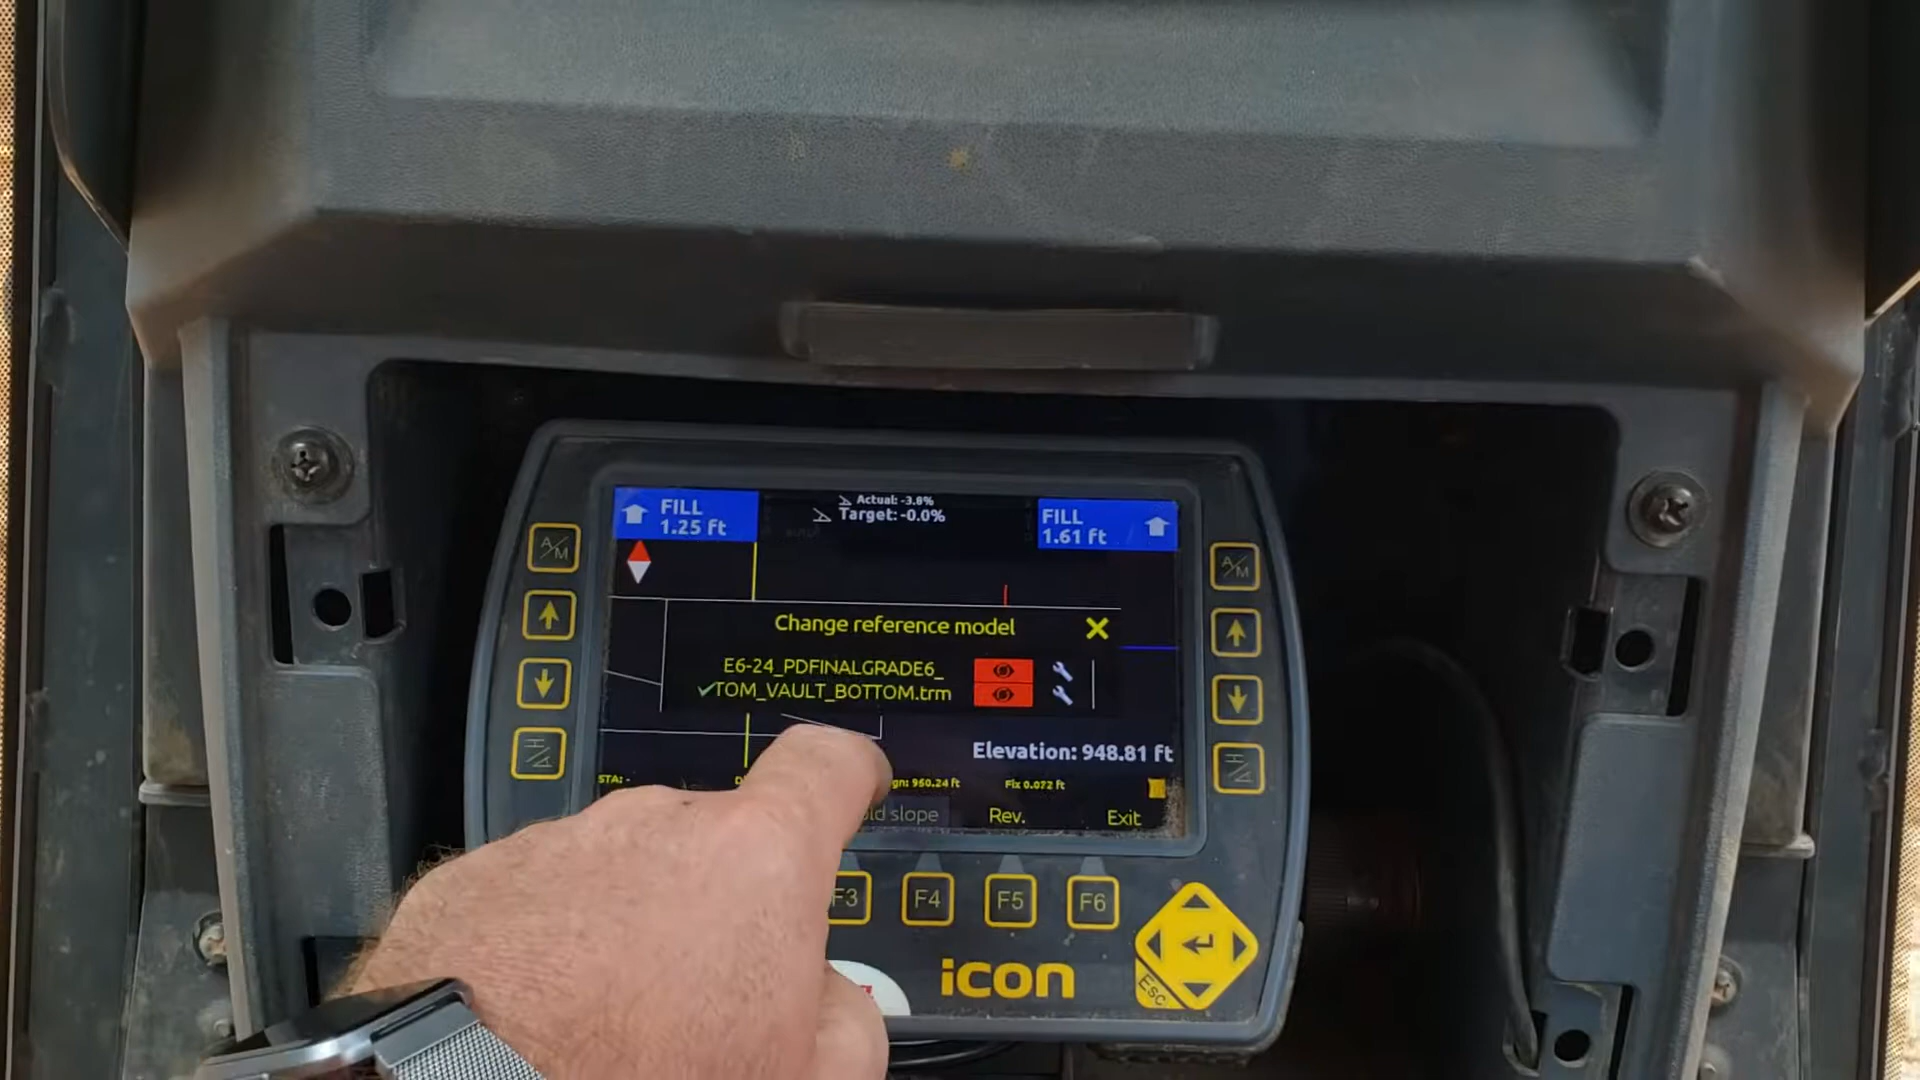 FILL
1.25 ft
Actual: -3.8%
Target: -0.0%
FILL
1.61 ft
A/M
A/M
Change reference model
E6-24_PDFINALGRADE6_
TOM_VAULT_BOTTOM.trm
Elevation: 948.81 ft
STA: -
gn: 950.24 ft
Fix 0.072 ft
ld slope
Rev.
Exit
F3
F4
F5
F6
icon
Esc